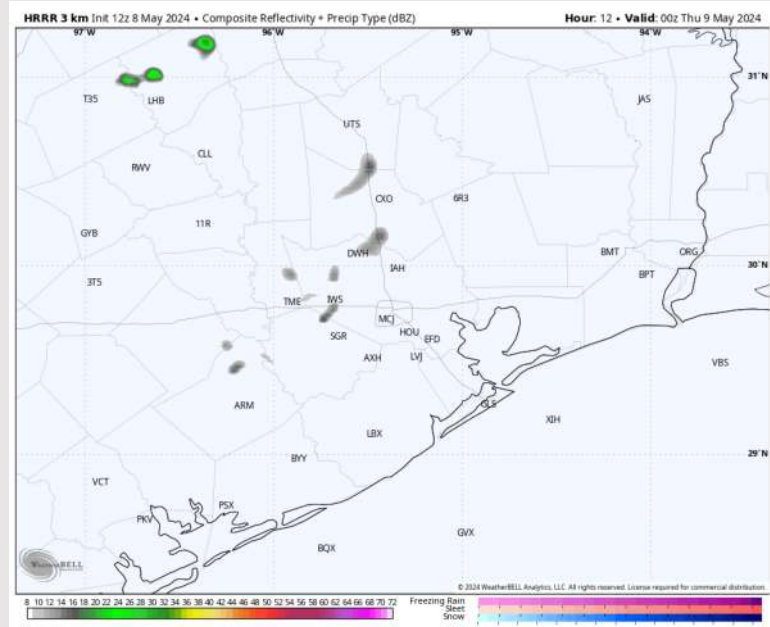 HRRR 3 km Init 12z 8 May 2024 • Composite Reflectivity + Precip Type (dBZ) Hour: 12 • Valid: 00z Thu 9 May 2024
97°W 96°W 95°W 94°W
31°N
T35 LHB JAS
UTS
CLL
RWV
CXO 6R3
11R
GYB
DWH BMT ORG
IAH 30°N
BPT
3T5
TME IWS
MCJ
SGR HOU EFD
AXH LVJ VBS
ARM GLS
XIH
LBX
29°N
BYY
VCT
PSX
PKV
GVX
BQX
WeatherBELL
© 2024 WeatherBELL Analytics, LLC. All rights reserved. License required for commercial distribution.
8 10 12 14 16 18 20 22 24 26 28 30 32 34 36 38 40 42 44 46 48 50 52 54 56 58 60 62 64 66 68 70 72
Freezing Rain
Sleet
Snow